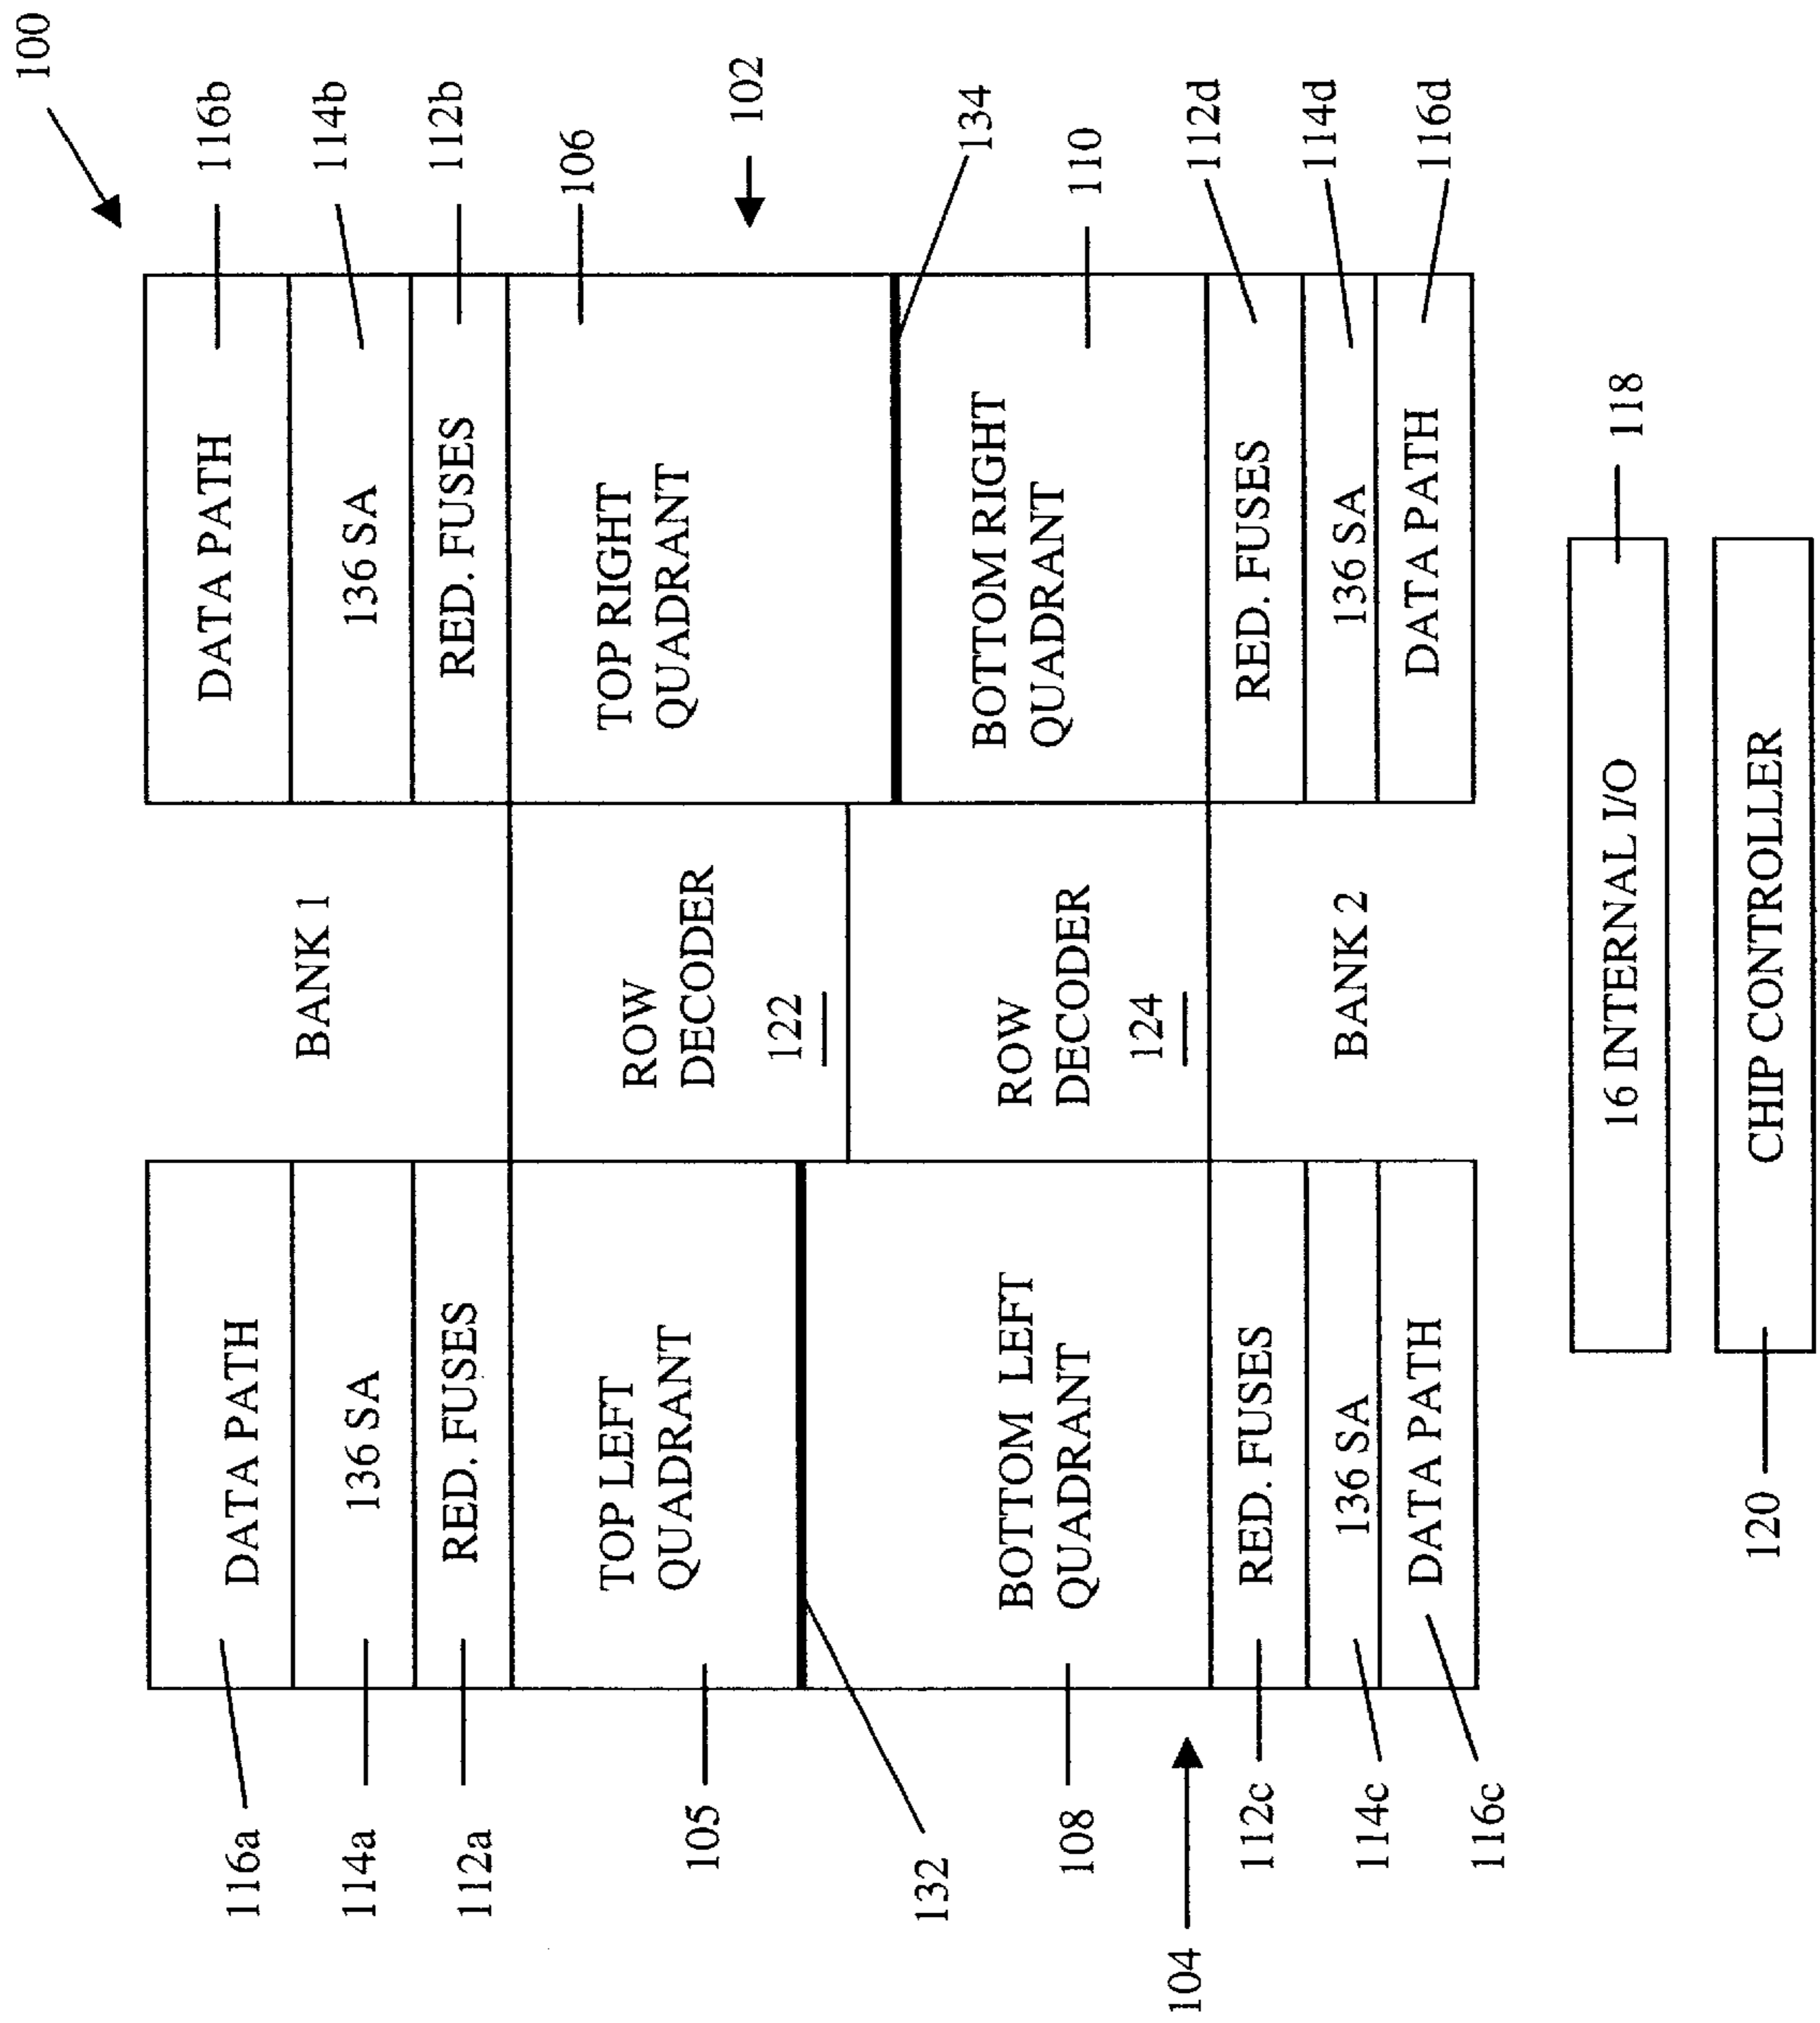 100
116a
DATA PATH
BANK 1
DATA PATH
116b
114a
136 SA
136 SA
114b
112a
RED. FUSES
RED. FUSES
112b
105
TOP LEFT
QUADRANT
ROW
DECODER
122
TOP RIGHT
QUADRANT
106
102
132
134
108
BOTTOM LEFT
QUADRANT
ROW
DECODER
124
BOTTOM RIGHT
QUADRANT
110
104
112c
RED. FUSES
BANK 2
RED. FUSES
112d
114c
136 SA
136 SA
114d
116c
DATA PATH
DATA PATH
116d
16 INTERNAL I/O
118
120
CHIP CONTROLLER